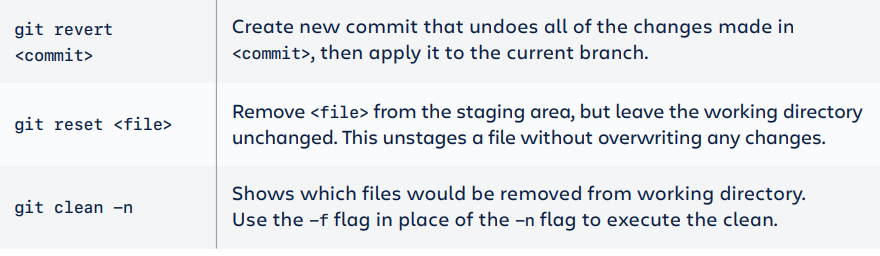 git revert
<commit>
Create new commit that undoes all of the changes made in
<commit>, then apply it to the current branch.
git reset <file>
Remove <file> from the staging area, but leave the working directory
unchanged. This unstages a file without overwriting any changes.
git clean –n
Shows which files would be removed from working directory.
Use the –f flag in place of the –n flag to execute the clean.